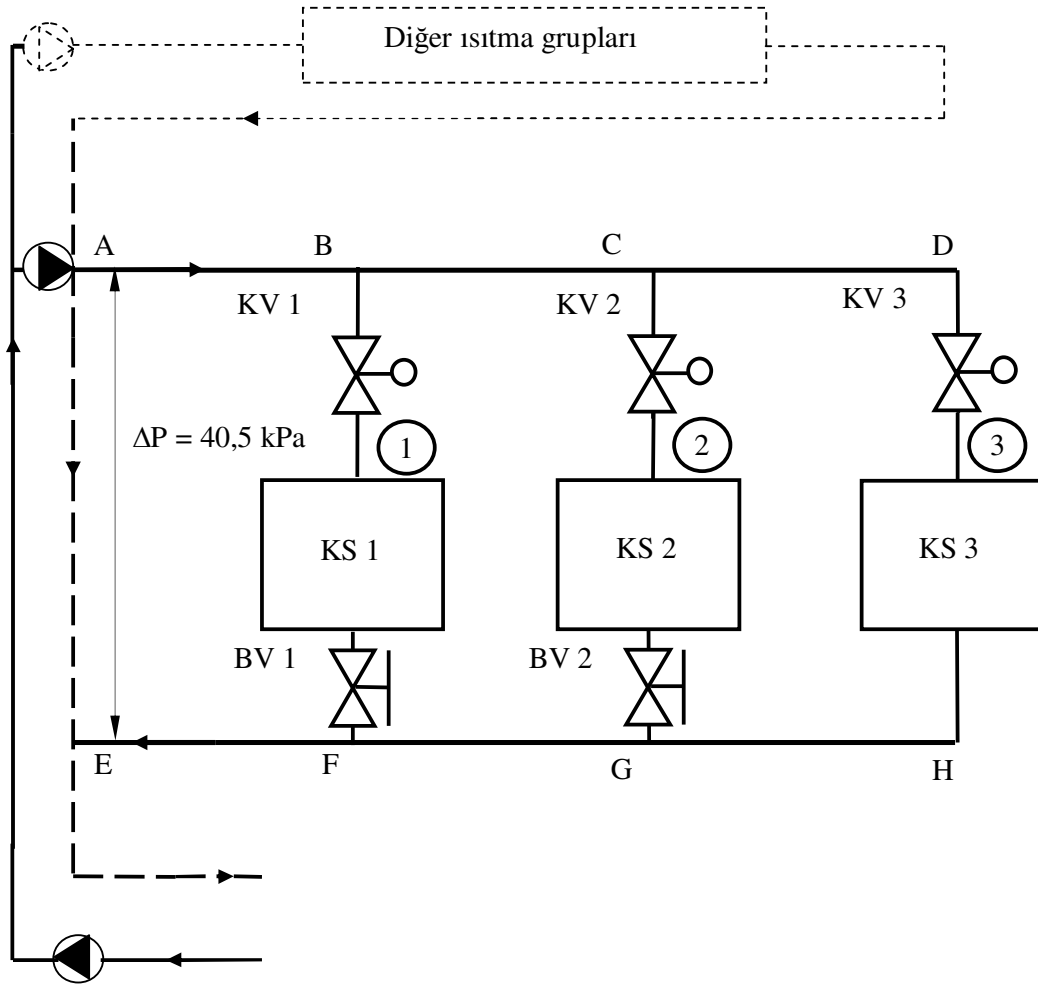 Diğer ısıtma grupları
A
B
C
D
KV 1
KV 2
KV 3
ΔP = 40,5 kPa
1
2
3
KS 1
KS 2
KS 3
BV 1
BV 2
E
F
G
H